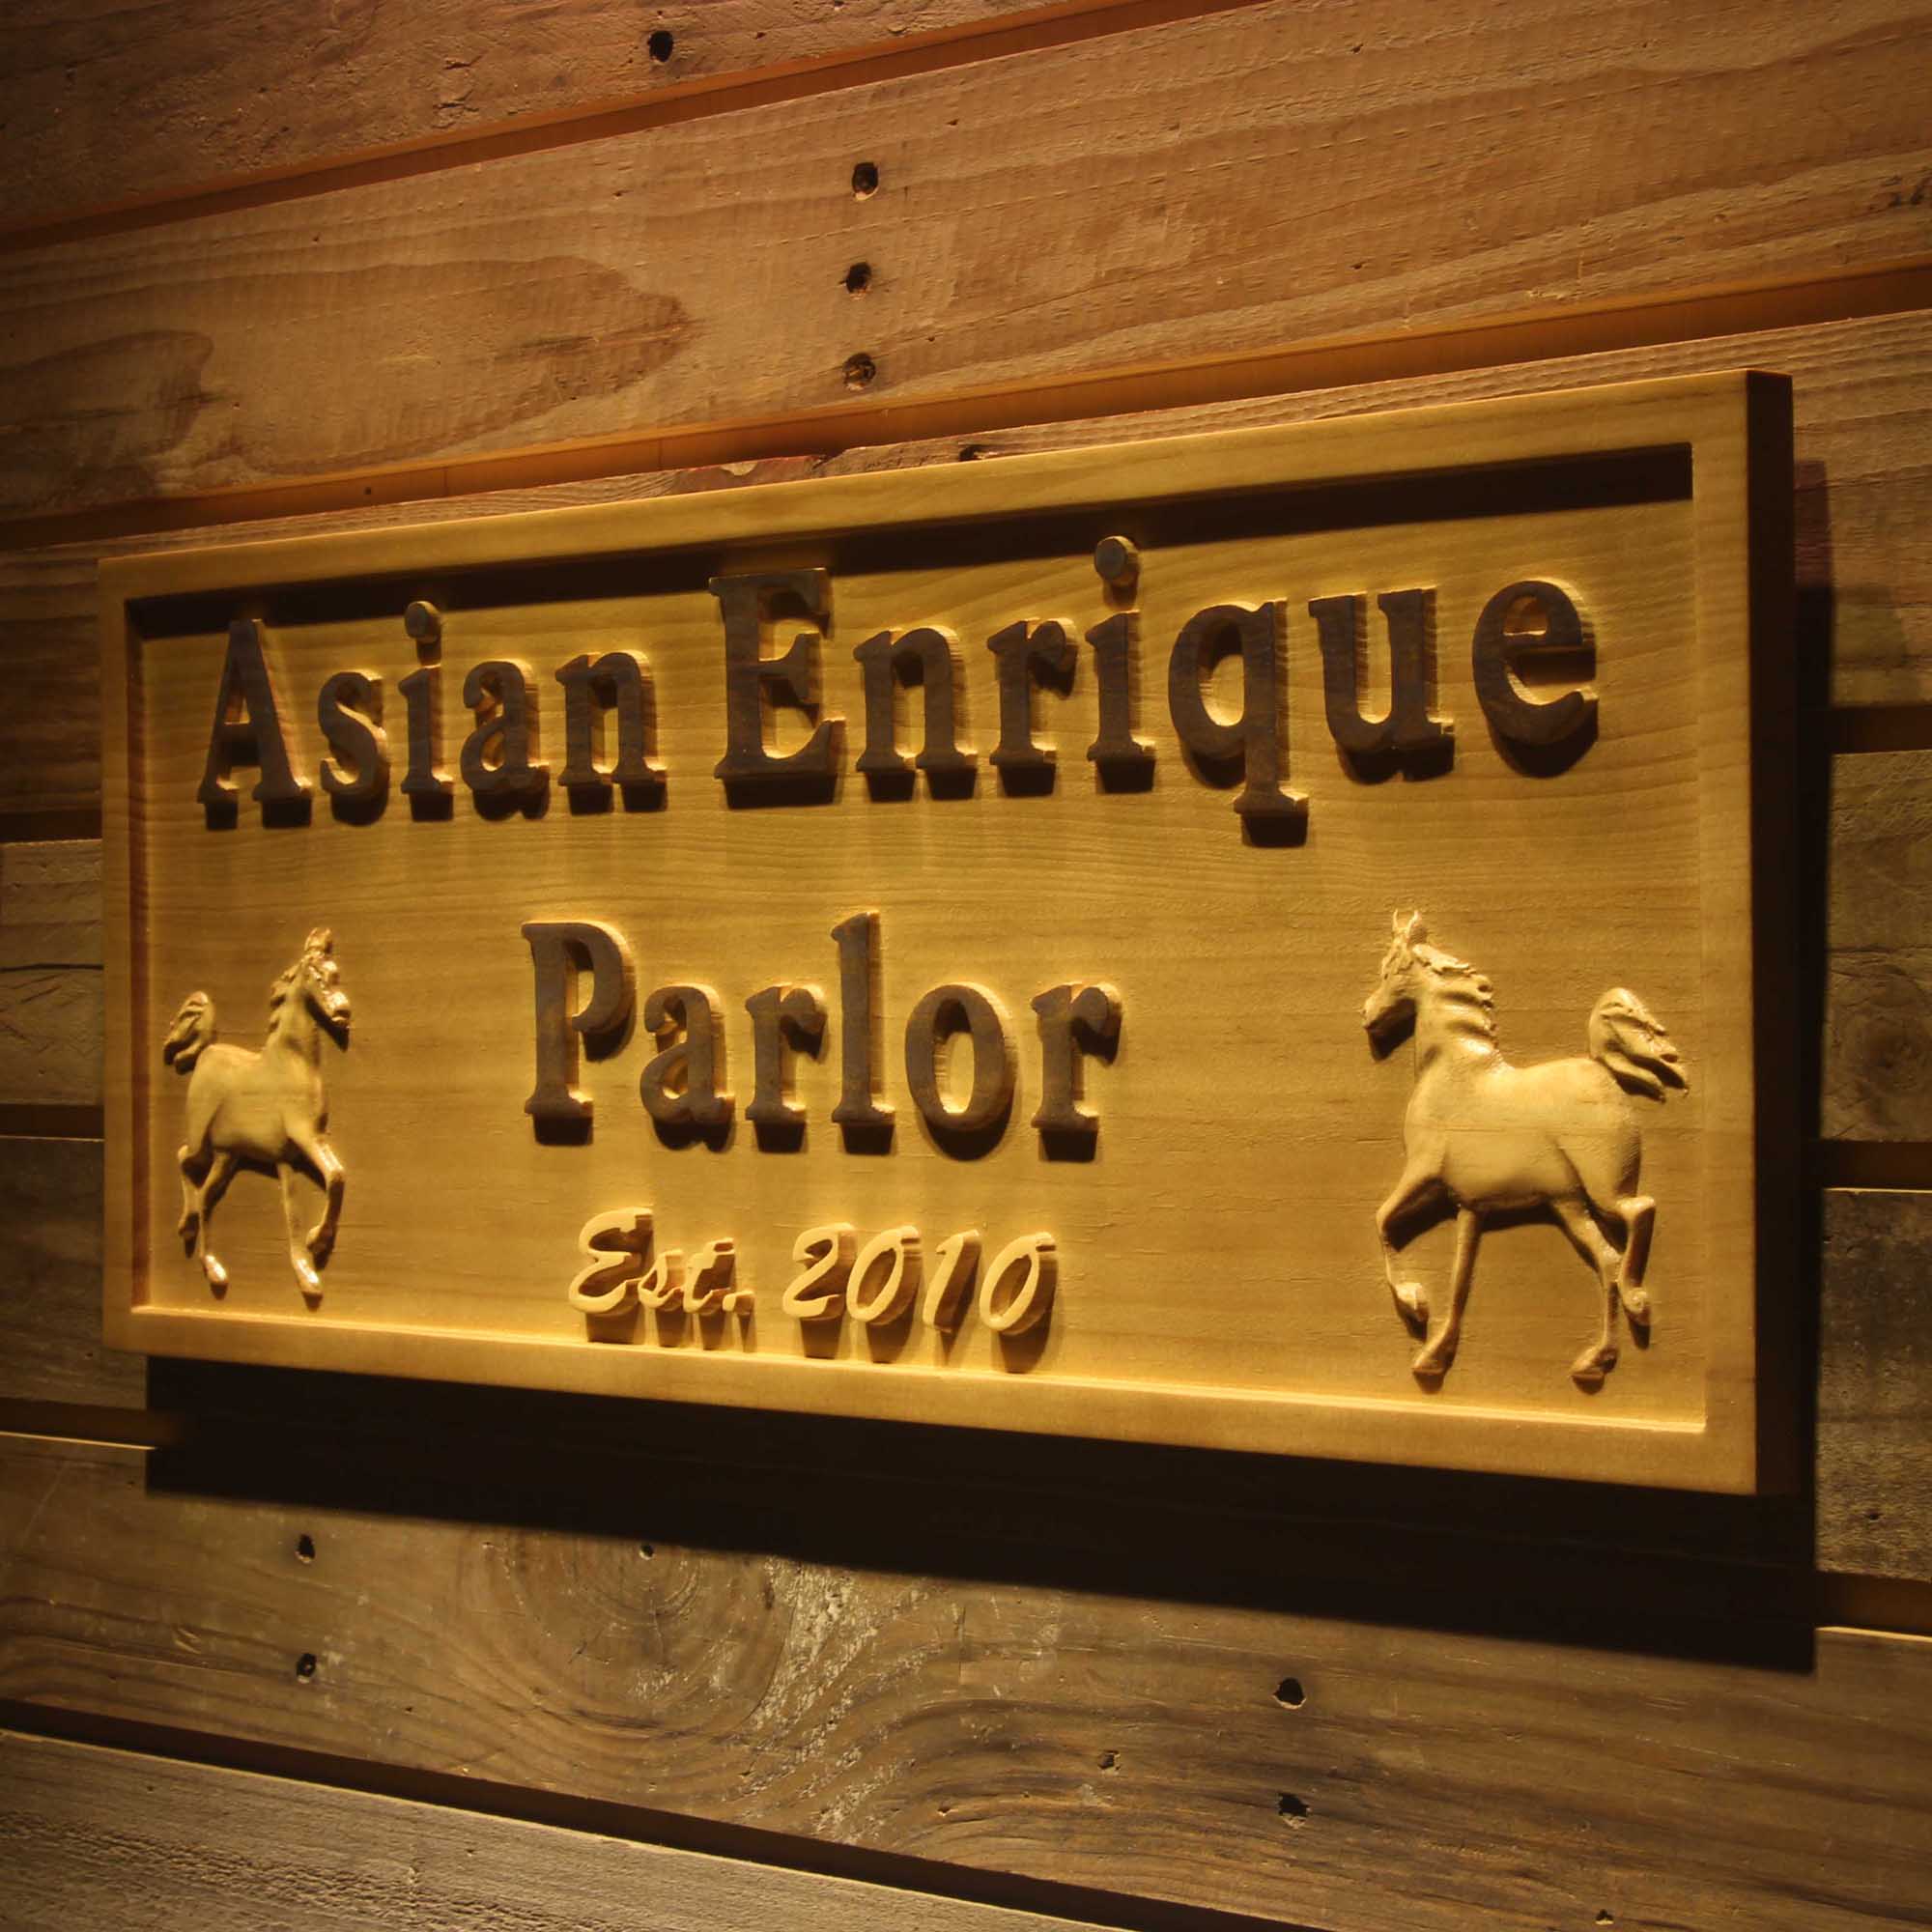 Asian Enrique
Parlor
Est. 2010